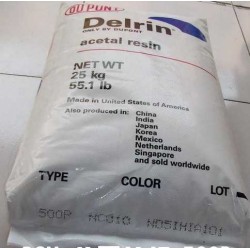 DUPONT
Delrin
ONLY BY DUPONT
acetal resin
NET WT
25 kg
55.1 lb
Made in United States of America
Also produced in: China
India
Japan
Korea
Mexico
Netherlands
Singapore
and sold worldwide
TYPE COLOR LOT
500P NC010